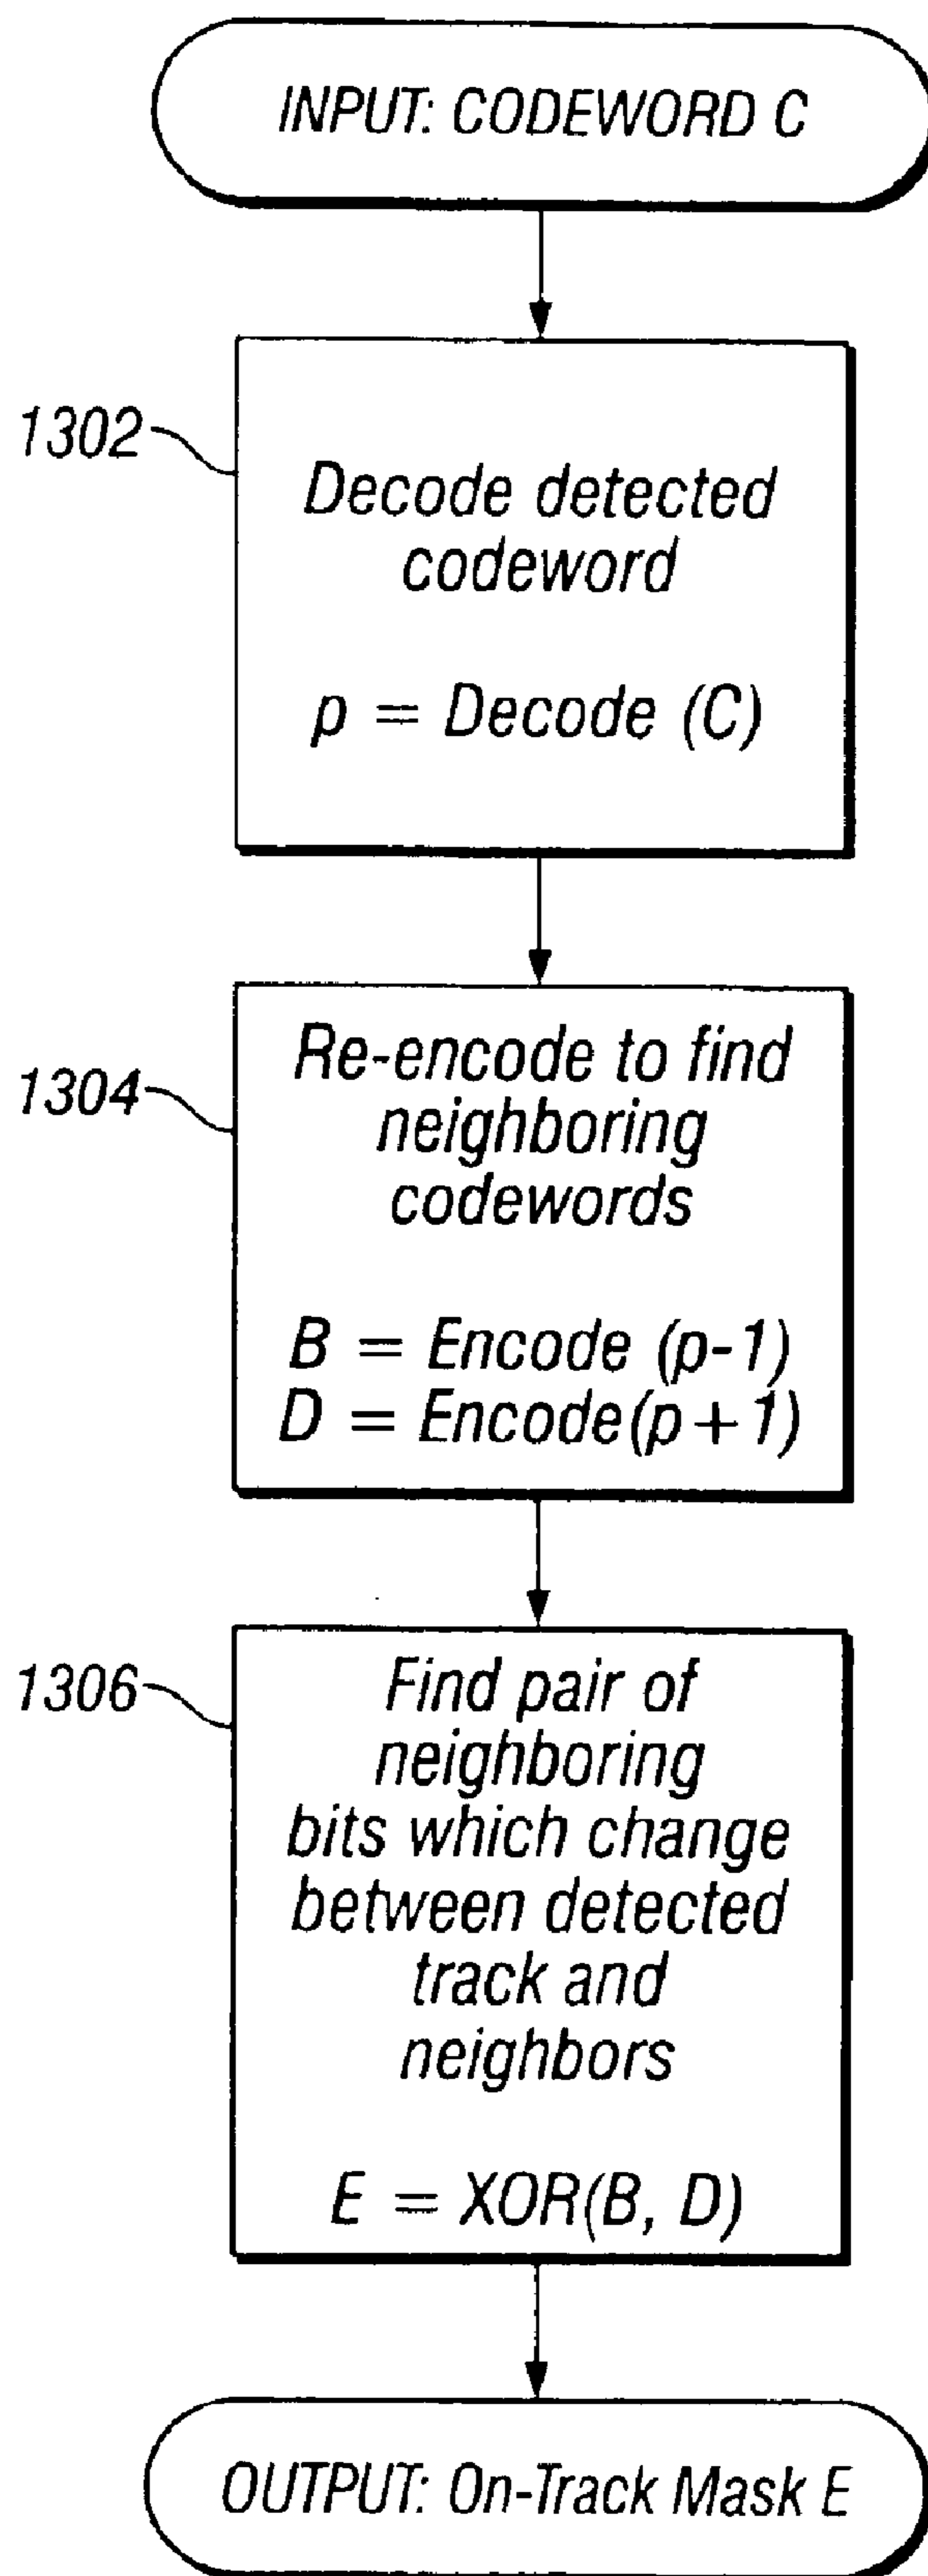 INPUT: CODEWORD C
1302
Decode detected
codeword
p = Decode (C)
1304
Re-encode to find
neighboring
codewords
B = Encode (p-1)
D = Encode(p+1)
1306
Find pair of
neighboring
bits which change
between detected
track and
neighbors
E = XOR(B, D)
OUTPUT: On-Track Mask E